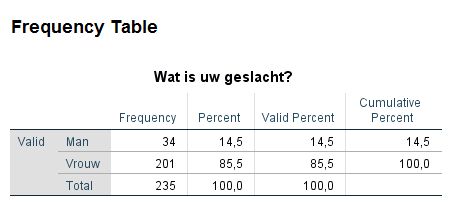 Frequency Table
Wat is uw geslacht?
Frequency Percent Valid Percent Cumulative Percent
Valid Man 34 14,5 14,5 14,5
Vrouw 201 85,5 85,5 100,0
Total 235 100,0 100,0